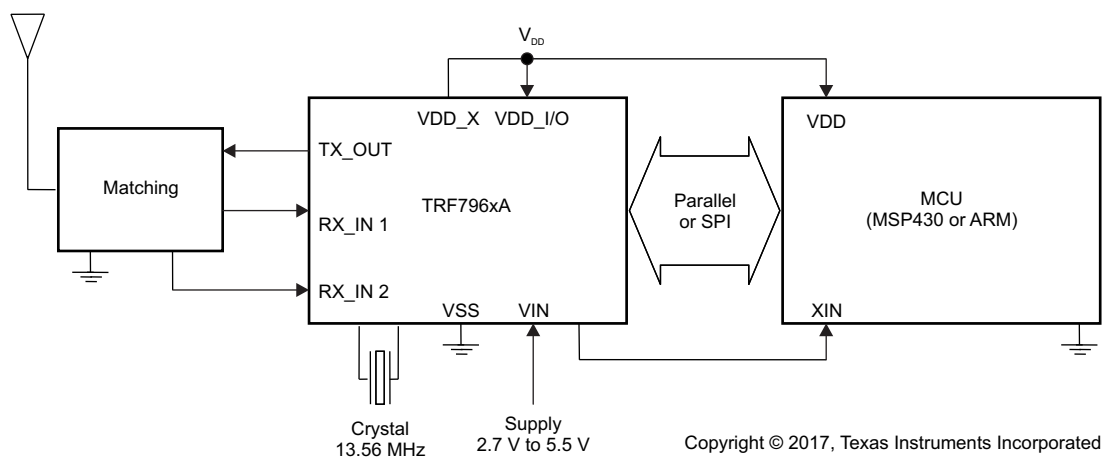 V_DD
VDD_X VDD_I/O
VDD
TX_OUT
Matching
TRF796xA
RX_IN 1
Parallel
or SPI
MCU
(MSP430 or ARM)
RX_IN 2
VSS
VIN
XIN
Crystal
13.56 MHz
Supply
2.7 V to 5.5 V
Copyright © 2017, Texas Instruments Incorporated